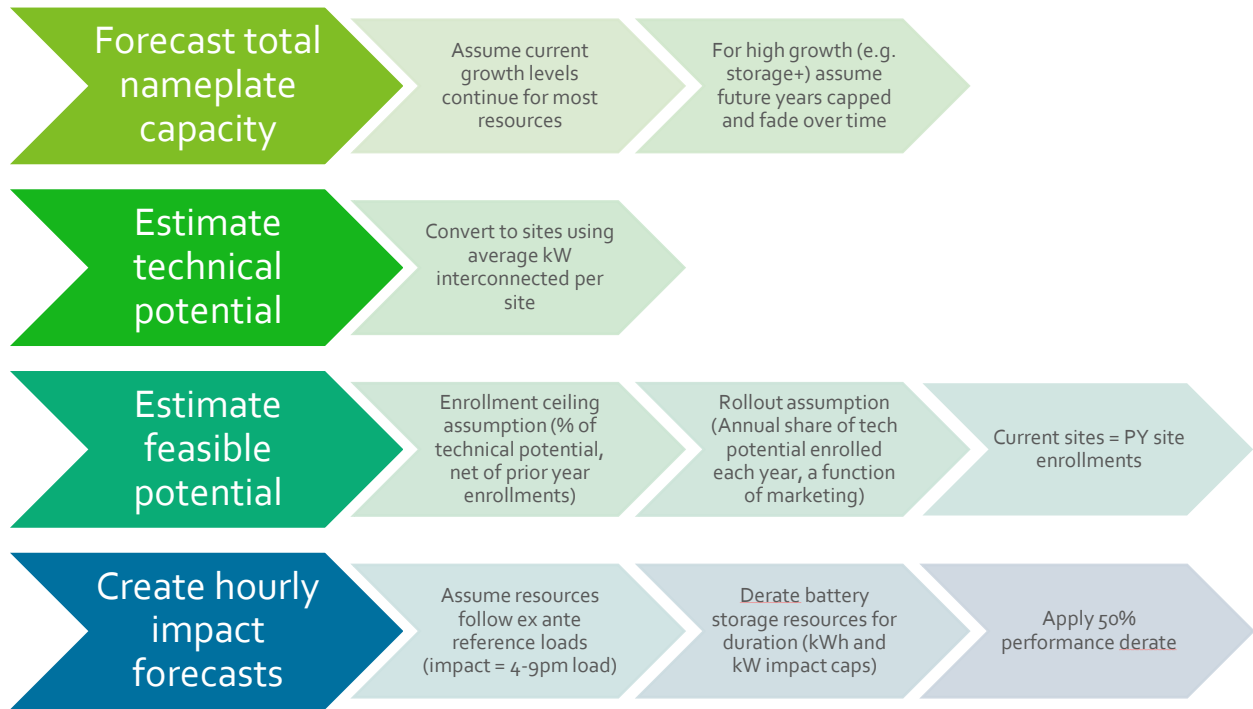 Forecast total
nameplate
capacity
Assume current
growth levels
continue for most
resources
For high growth (e.g.
storage+) assume
future years capped
and fade over time
Estimate
technical
potential
Convert to sites using
average kW
interconnected per
site
Estimate
feasible
potential
Enrollment ceiling
assumption (% of
technical potential,
net of prior year
enrollments)
Rollout assumption
(Annual share of tech
potential enrolled
each year, a function
of marketing)
Current sites = PY site
enrollments
Create hourly
impact
forecasts
Assume resources
follow ex ante
reference loads
(impact = 4-9pm load)
Derate battery
storage resources for
duration (kWh and
kW impact caps)
Apply 50%
performance derate